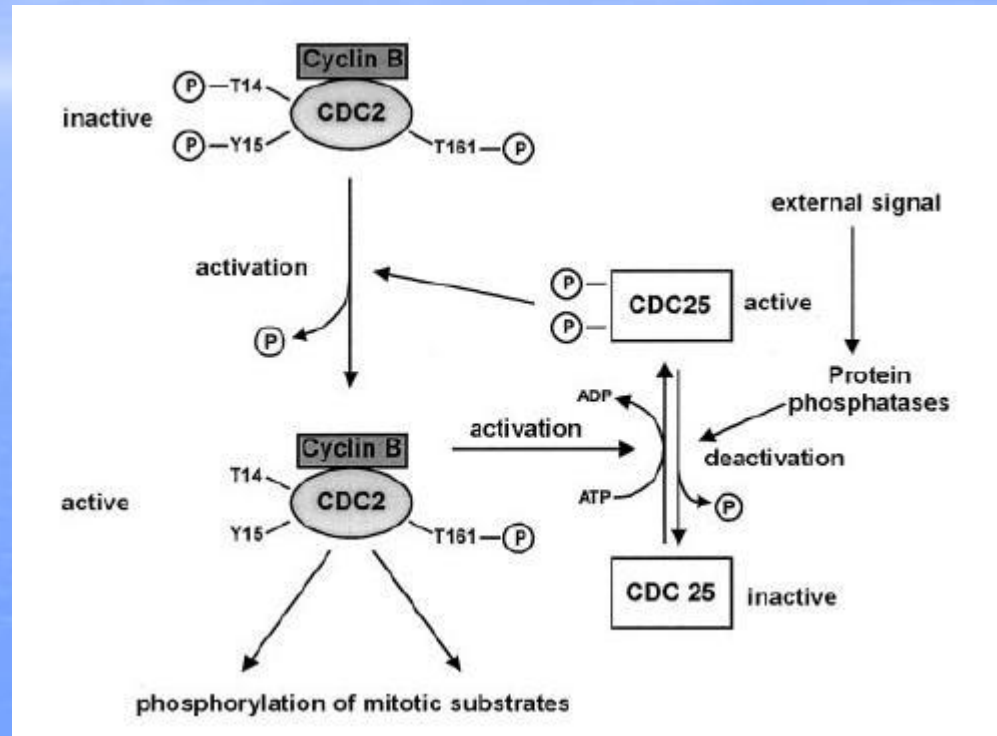 Cyclin B
P
T14
CDC2
inactive
P
Y15
T161
P
external signal
activation
P
CDC25
active
P
P
Protein
phosphatases
ADP
activation
deactivation
Cyclin B
T14
CDC2
active
ATP
P
Y15
T161
P
CDC 25
inactive
phosphorylation of mitotic substrates